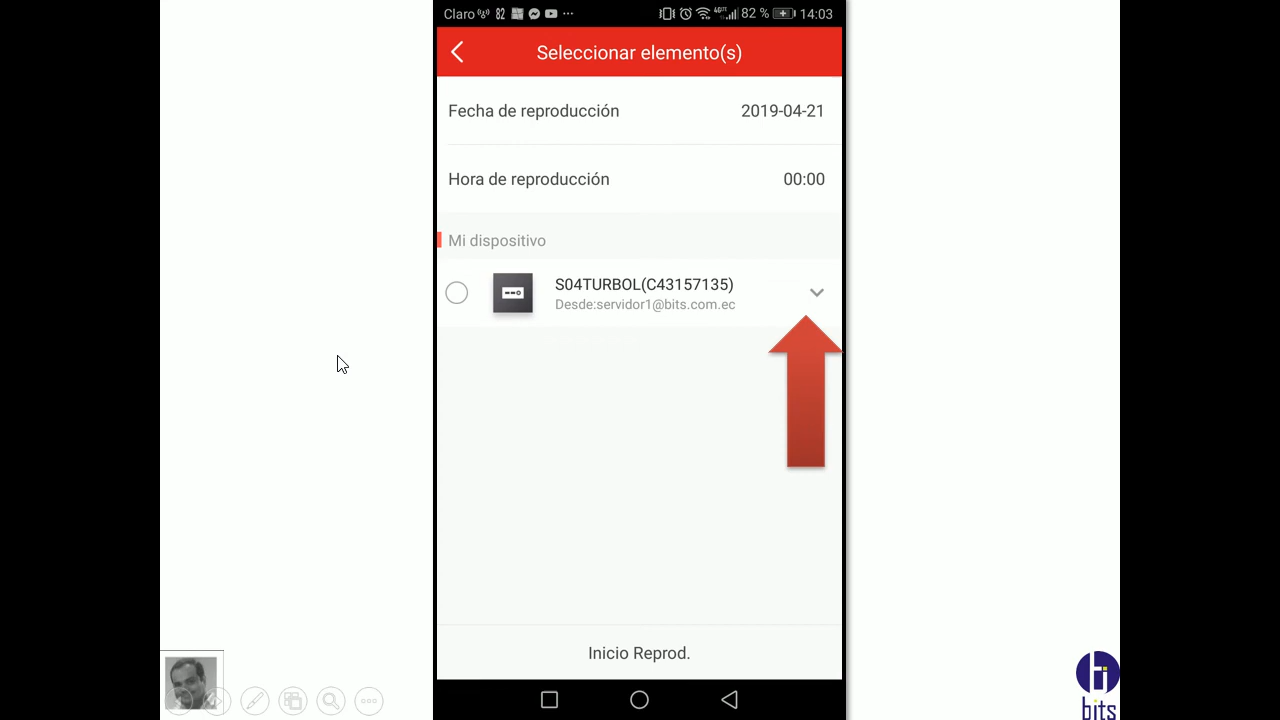 Claro 82 82 % 14:03
Seleccionar elemento(s)
Fecha de reproducción 2019-04-21
Hora de reproducción 00:00
Mi dispositivo
S04TURBOL(C43157135)
Desde:servidor1@bits.com.ec
Inicio Reprod.
bits